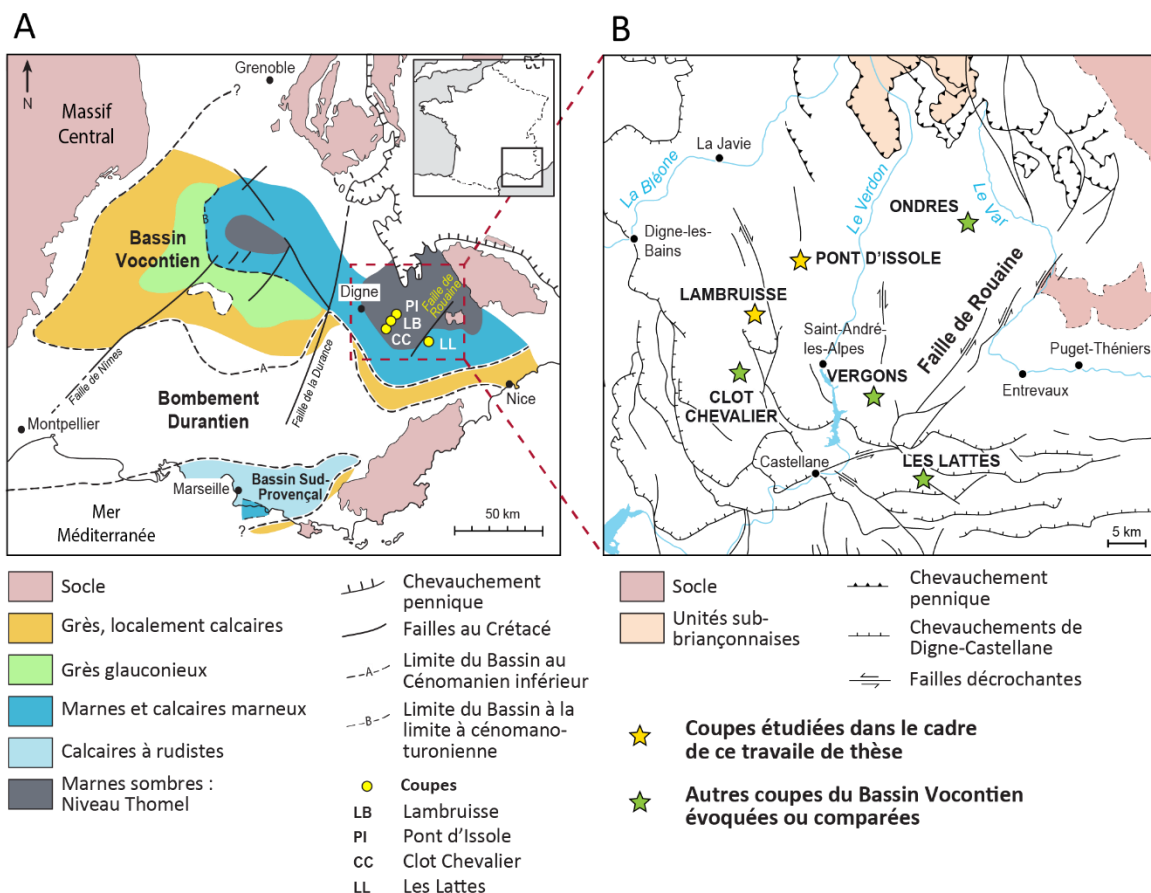 A
B
N
Grenoble
?
Massif
Central
B
Bassin
Vocontien
Digne
PI
LB
CC
LL
Faille de
Rouaine
A
Faille de Nîmes
Faille de la Durance
Bombement
Durantien
Nice
Montpellier
Marseille
Bassin Sud-
Provençal
Mer
Méditerranée
?
50 km
La Javie
La Bléone
Le Verdon
Le Var
ONDRES
Digne-les-
Bains
PONT D'ISSOLE
LAMBRUISSE
Faille de Rouaine
Saint-André-
les-Alpes
Puget-Théniers
VERGONS
Entrevaux
CLOT
CHEVALIER
Castellane
LES LATTES
5 km
Socle
Grès, localement calcaires
Grès glauconieux
Marnes et calcaires marneux
Calcaires à rudistes
Marnes sombres :
Niveau Thomel
Chevauchement
pennique
Failles au Crétacé
A
Limite du Bassin au
Cénomanien inférieur
B
Limite du Bassin à la
limite à cénomano-
turonienne
Coupes
LB Lambruisse
PI Pont d'Issole
CC Clot Chevalier
LL Les Lattes
Socle
Unités sub-
briançonnaises
Chevauchement
pennique
Chevauchements de
Digne-Castellane
Failles décrochantes
Coupes étudiées dans le cadre
de ce travaile de thèse
Autres coupes du Bassin Vocontien
évoquées ou comparées